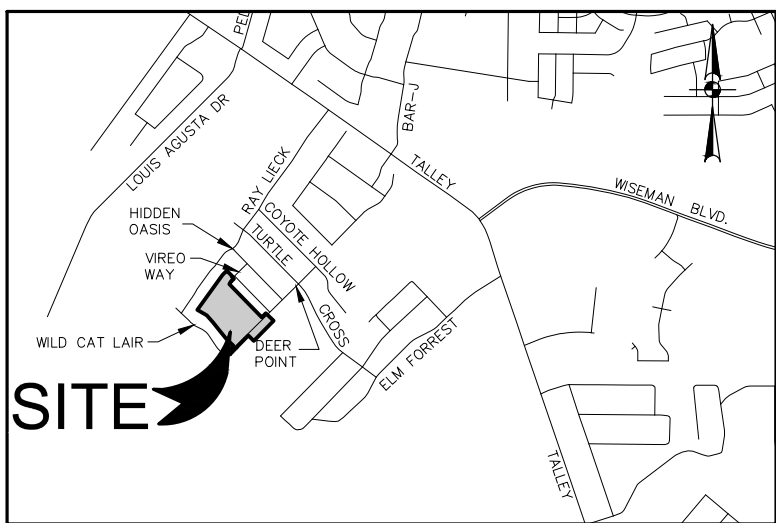 PED
LOUIS AGUSTA DR
BAR-J
TALLEY
WISEMAN BLVD.
RAY LIECK
COYOTE HOLLOW
HIDDEN
OASIS
TURTLE
CROSS
VIREO
WAY
WILD CAT LAIR
DEER
POINT
ELM FORREST
SITE
TALLEY